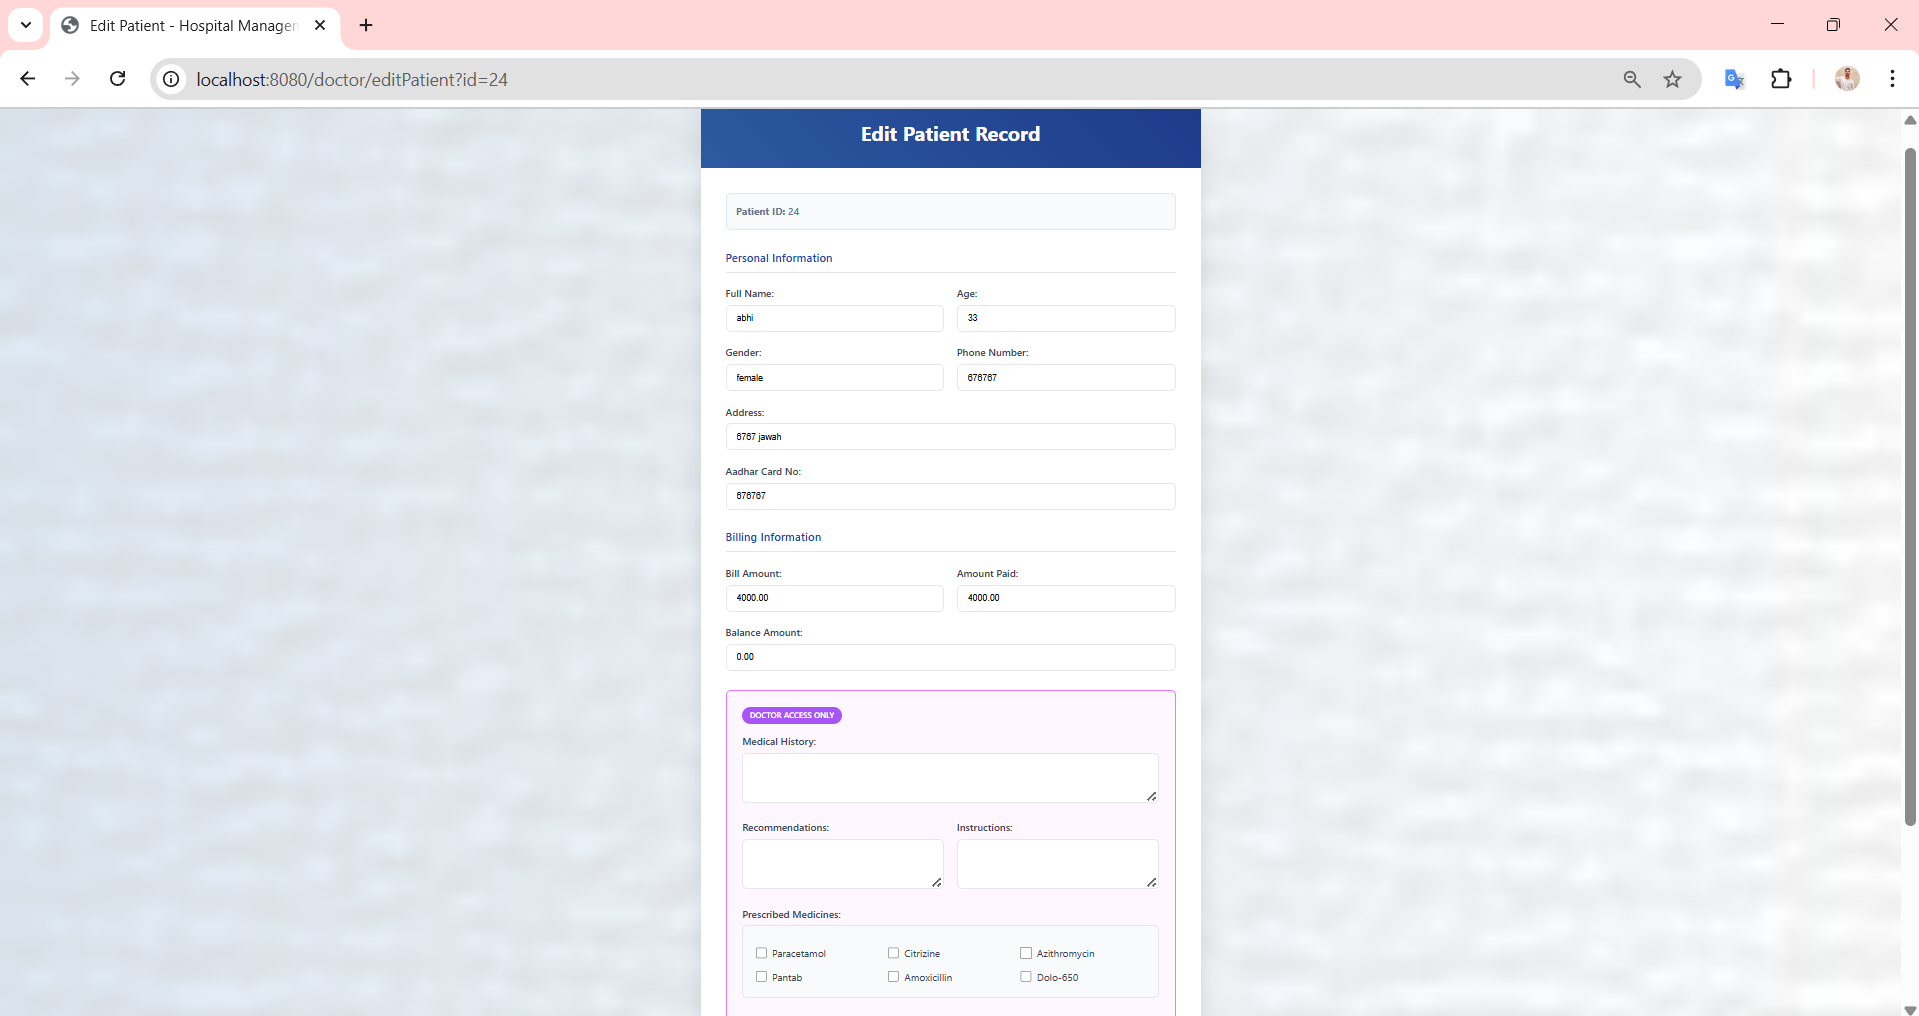 Edit Patient - Hospital Manager
localhost:8080/doctor/editPatient?id=24
Edit Patient Record
Patient ID: 24
Personal Information
Full Name: Age:
abhi 33
Gender: Phone Number:
female 676767
Address:
6767 jawah
Aadhar Card No:
676767
Billing Information
Bill Amount: Amount Paid:
4000.00 4000.00
Balance Amount:
0.00
DOCTOR ACCESS ONLY
Medical History:
Recommendations: Instructions:
Prescribed Medicines:
Paracetamol Citrizine Azithromycin
Pantab Amoxicillin Dolo-650